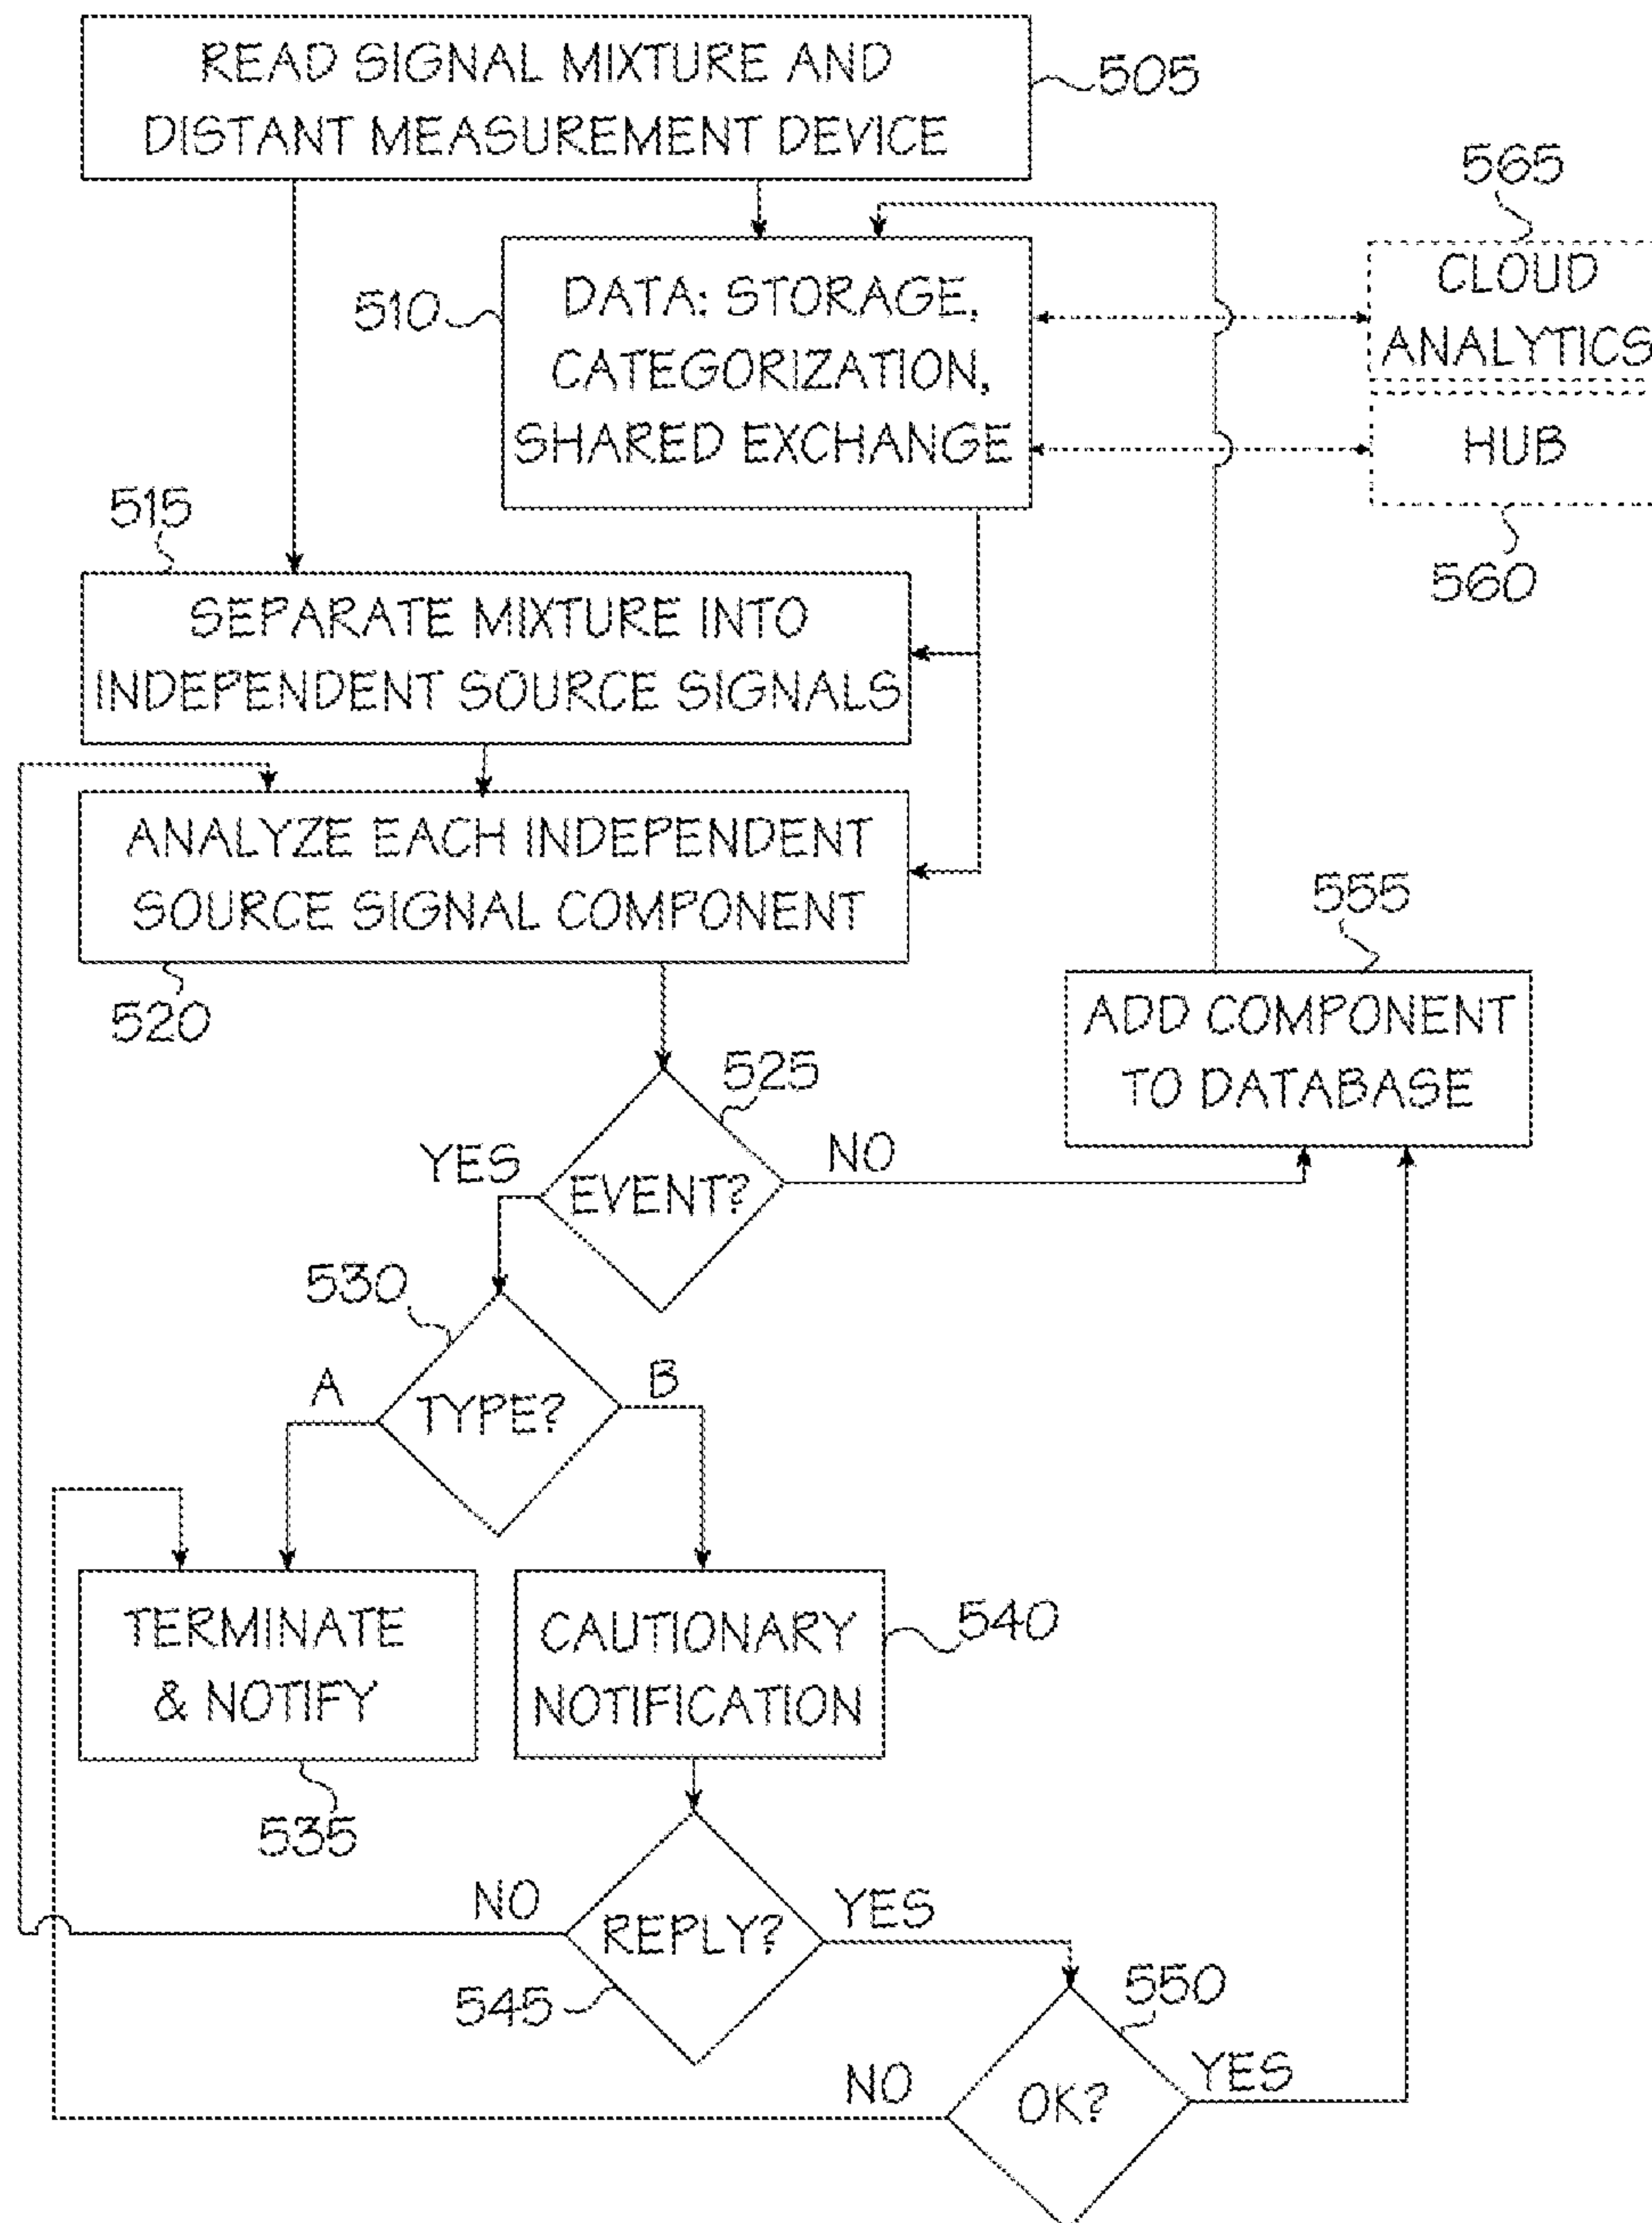 READ SIGNAL MIXTURE AND
DISTANT MEASUREMENT DEVICE
505
565
CLOUD
ANALYTICS
510
DATA: STORAGE,
CATEGORIZATION,
SHARED EXCHANGE
HUB
560
515
SEPARATE MIXTURE INTO
INDEPENDENT SOURCE SIGNALS
ANALYZE EACH INDEPENDENT
SOURCE SIGNAL COMPONENT
520
555
ADD COMPONENT
TO DATABASE
525
YES
EVENT?
NO
530
A
TYPE?
B
TERMINATE
& NOTIFY
535
CAUTIONARY
NOTIFICATION
540
NO
REPLY?
YES
545
550
NO
OK?
YES